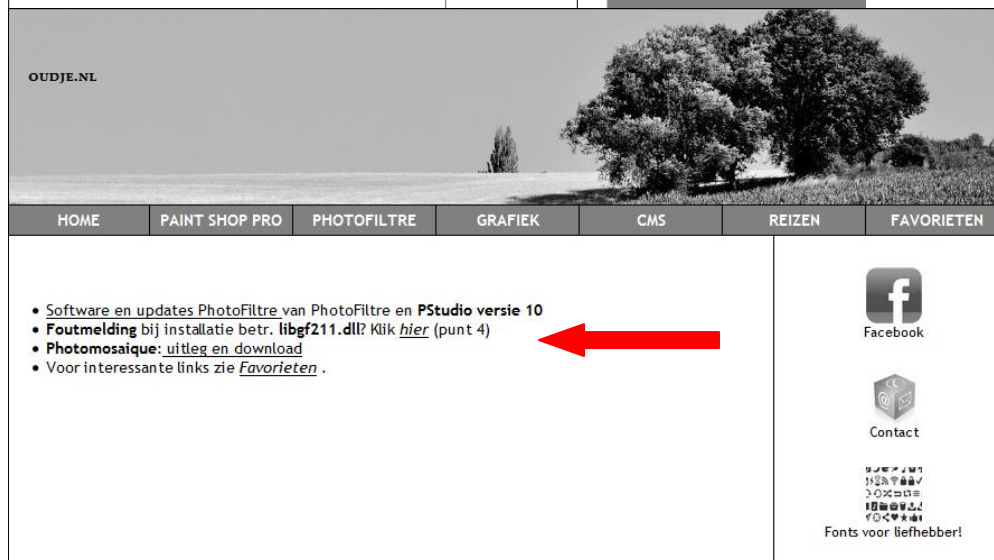 OUDJE.NL
HOME PAINT SHOP PRO PHOTOFILTRE GRAFIEK CMS REIZEN FAVORIETEN
• Software en updates PhotoFiltre van PhotoFiltre en PStudio versie 10
• Foutmelding bij installatie betr. libgf211.dll? Klik hier (punt 4)
• Photomosaique: uitleg en download
• Voor interessante links zie Favorieten .
Facebook
Contact
Fonts voor liefhebber!